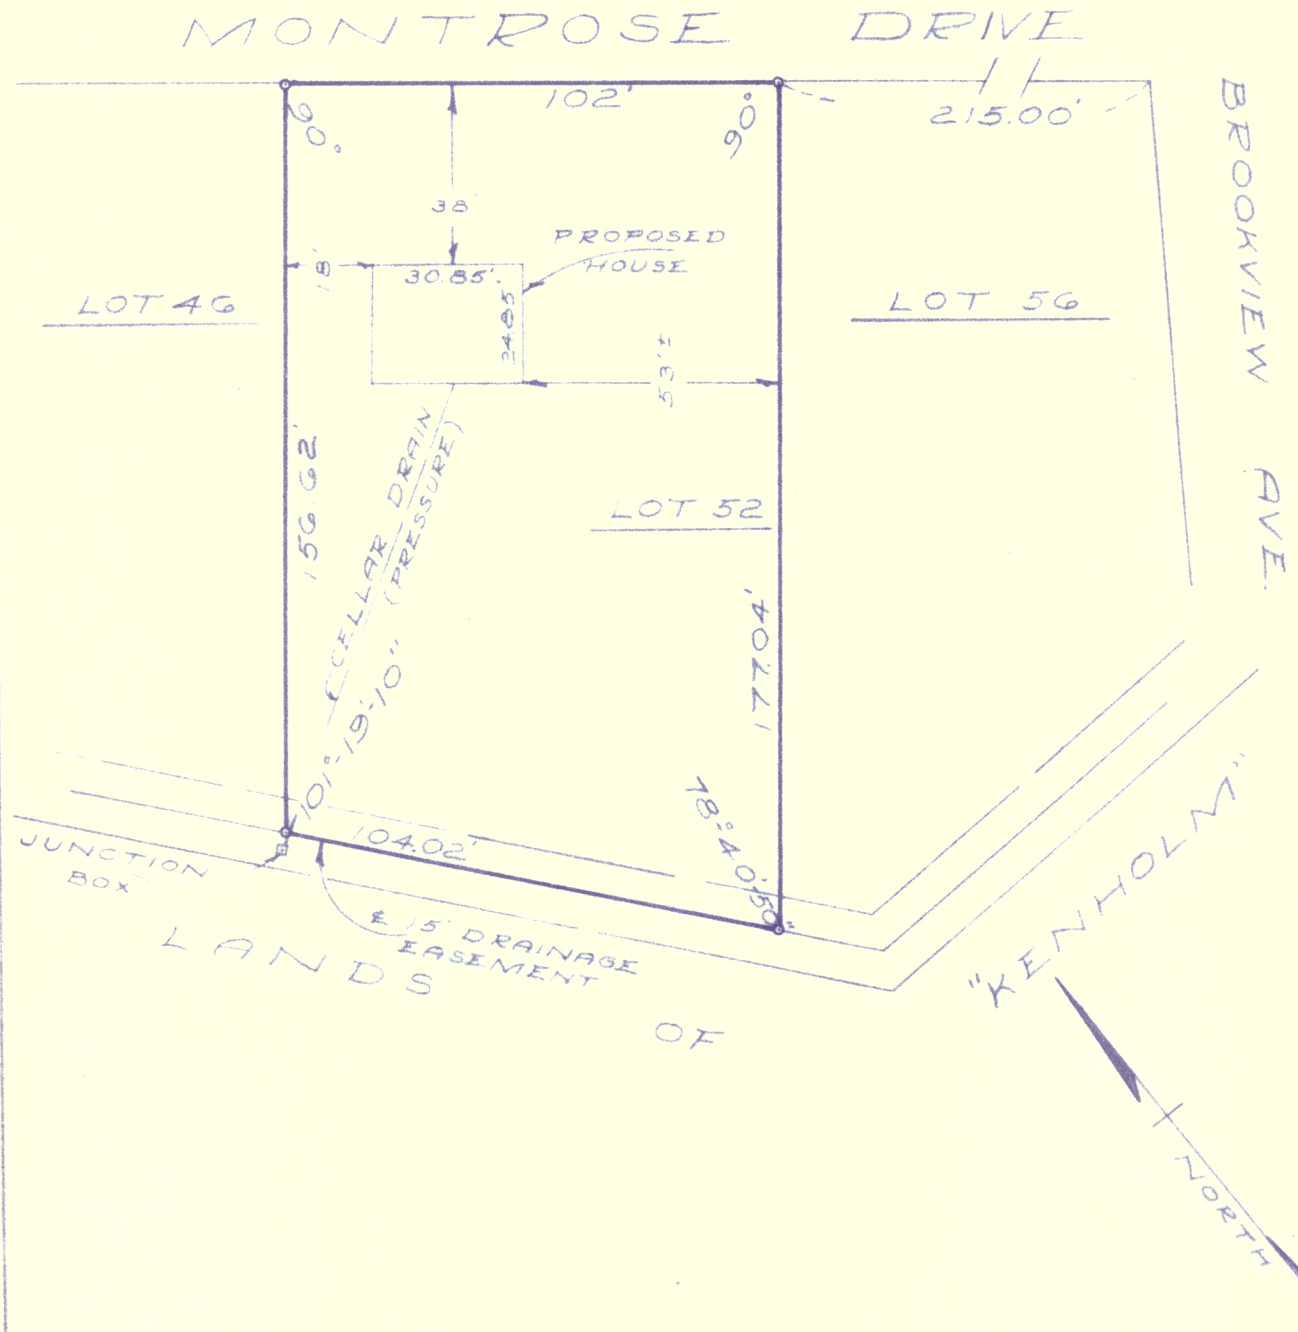 MONTROSE DRIVE
102'
90°
90°
215.00'
BROOKVIEW AVE.
38'
PROPOSED
HOUSE
18'
30.85'
24.85
LOT 46
LOT 56
53'±
156.62'
CELLAR DRAIN
(PRESSURE)
LOT 52
177.04'
101°-19'-10"
78°-40'-50"
104.02'
JUNCTION
BOX
℄ 15' DRAINAGE
EASEMENT
LANDS OF "KENHOLM"
NORTH